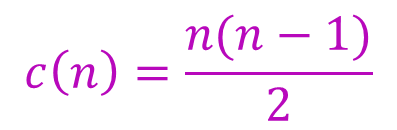 c(n) = n(n − 1) / 2